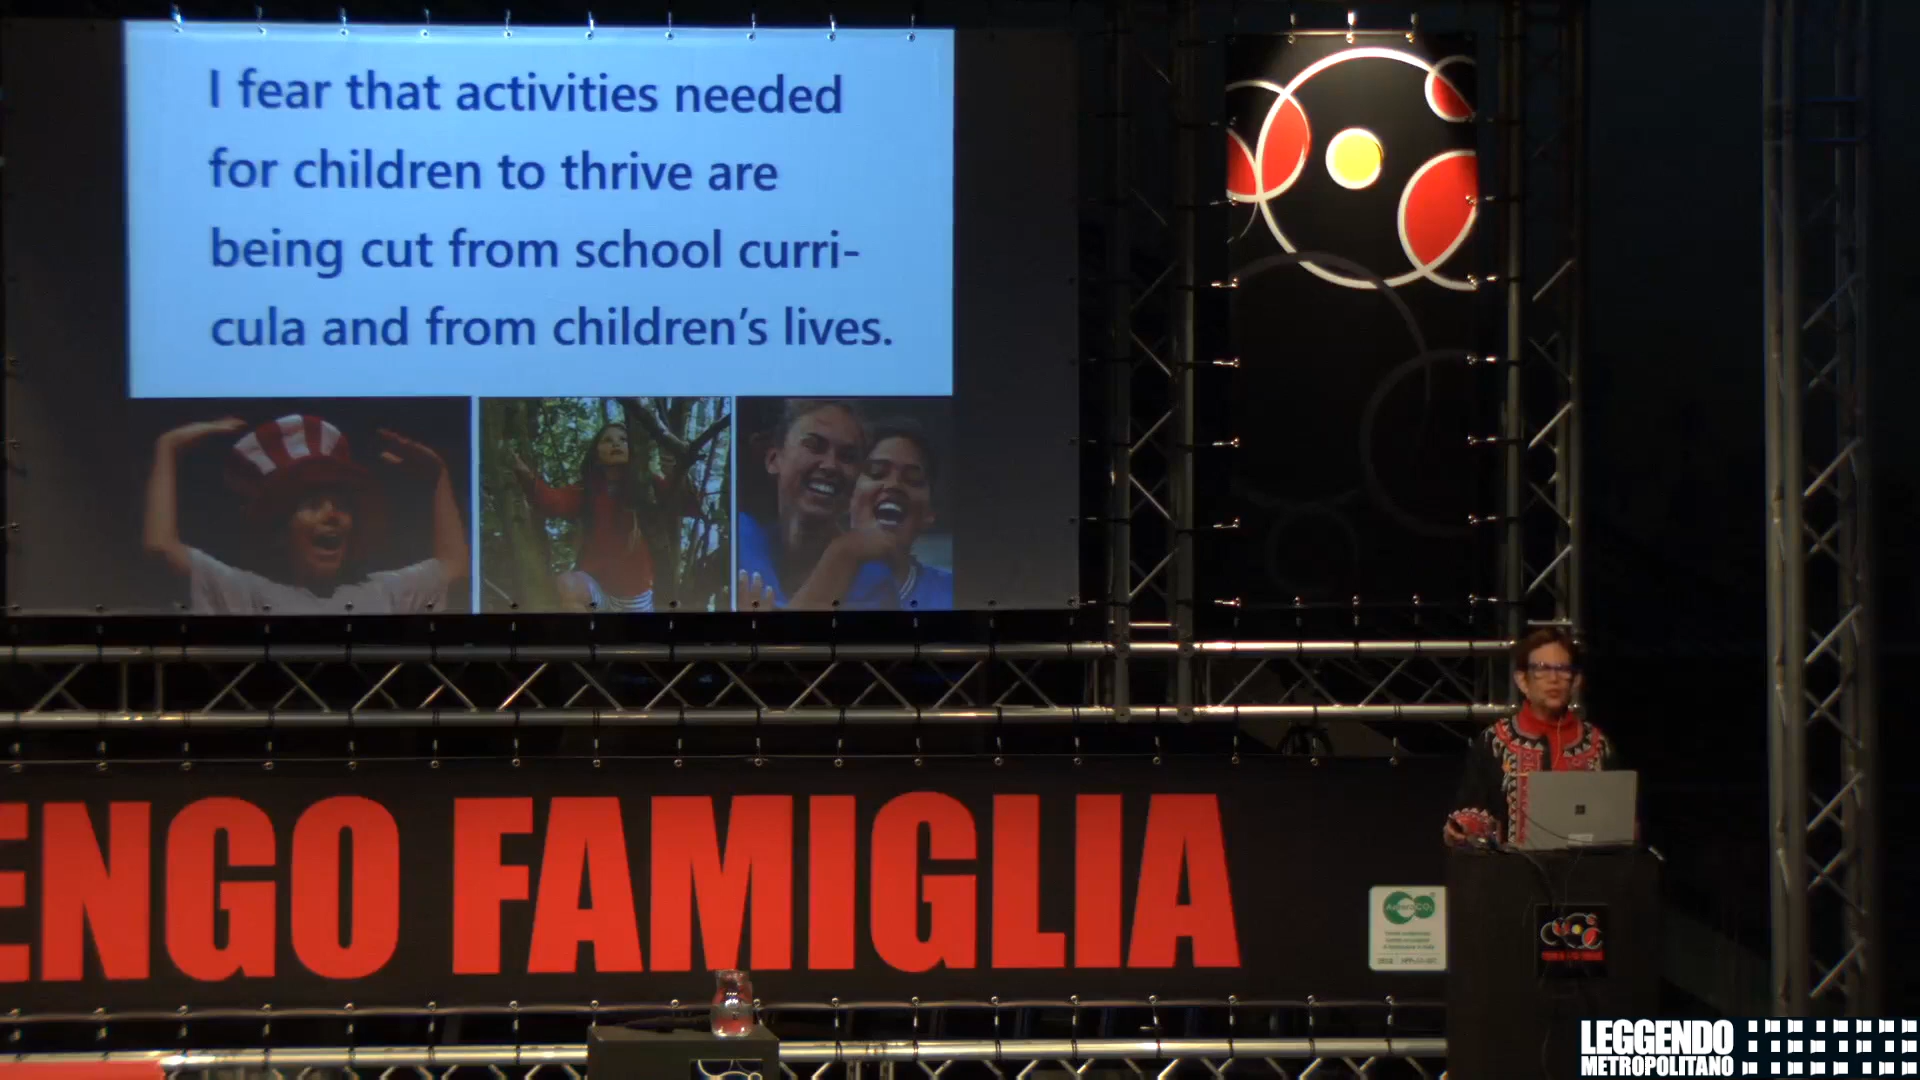 I fear that activities needed
for children to thrive are
being cut from school curri-
cula and from children's lives.
ENGO FAMIGLIA
LEGGENDO
METROPOLITANO